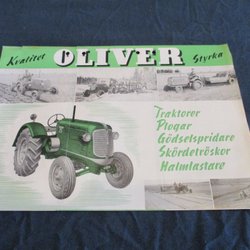 Kvalitet OLIVER Styrka
Traktorer
Plogar
Gödselspridare
Skördetröskor
Halmlastare